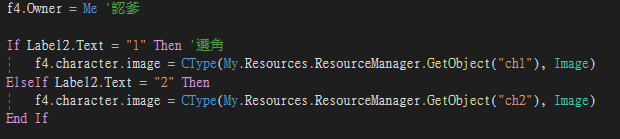 f4.Owner = Me '認爹
If Label2.Text = "1" Then '選角
f4.character.image = CType(My.Resources.ResourceManager.GetObject("ch1"), Image)
ElseIf Label2.Text = "2" Then
f4.character.image = CType(My.Resources.ResourceManager.GetObject("ch2"), Image)
End If